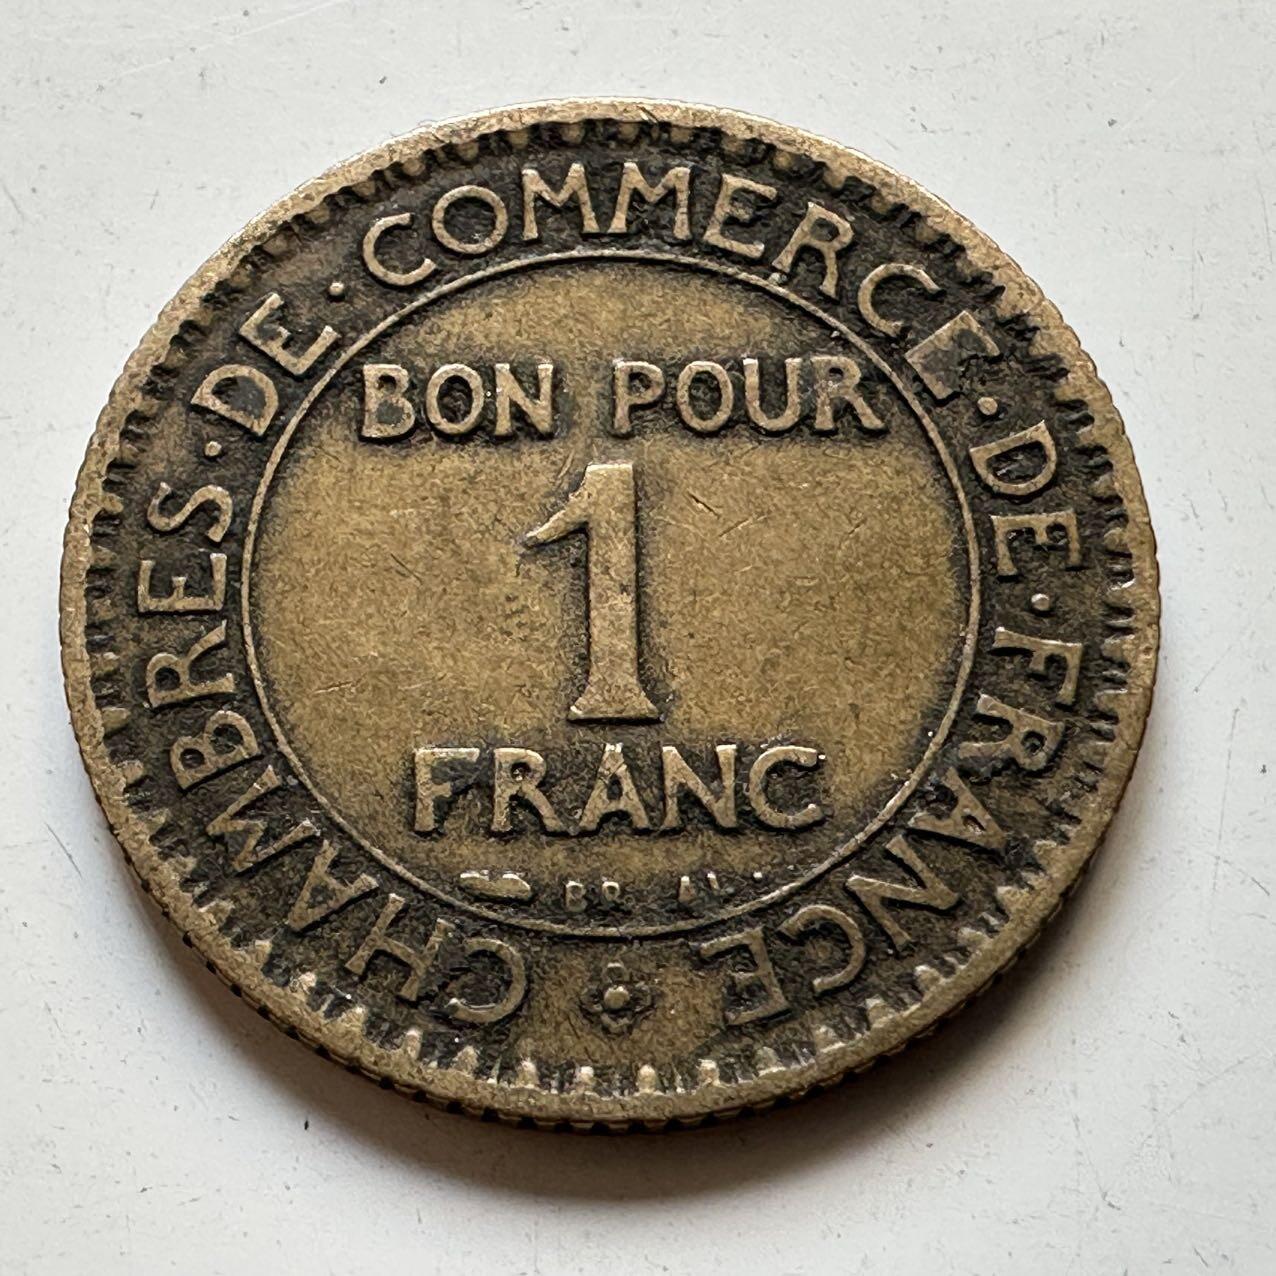 CHAMBRES·DE·COMMERCE·DE·FRANCE
BON POUR
1
FRANC